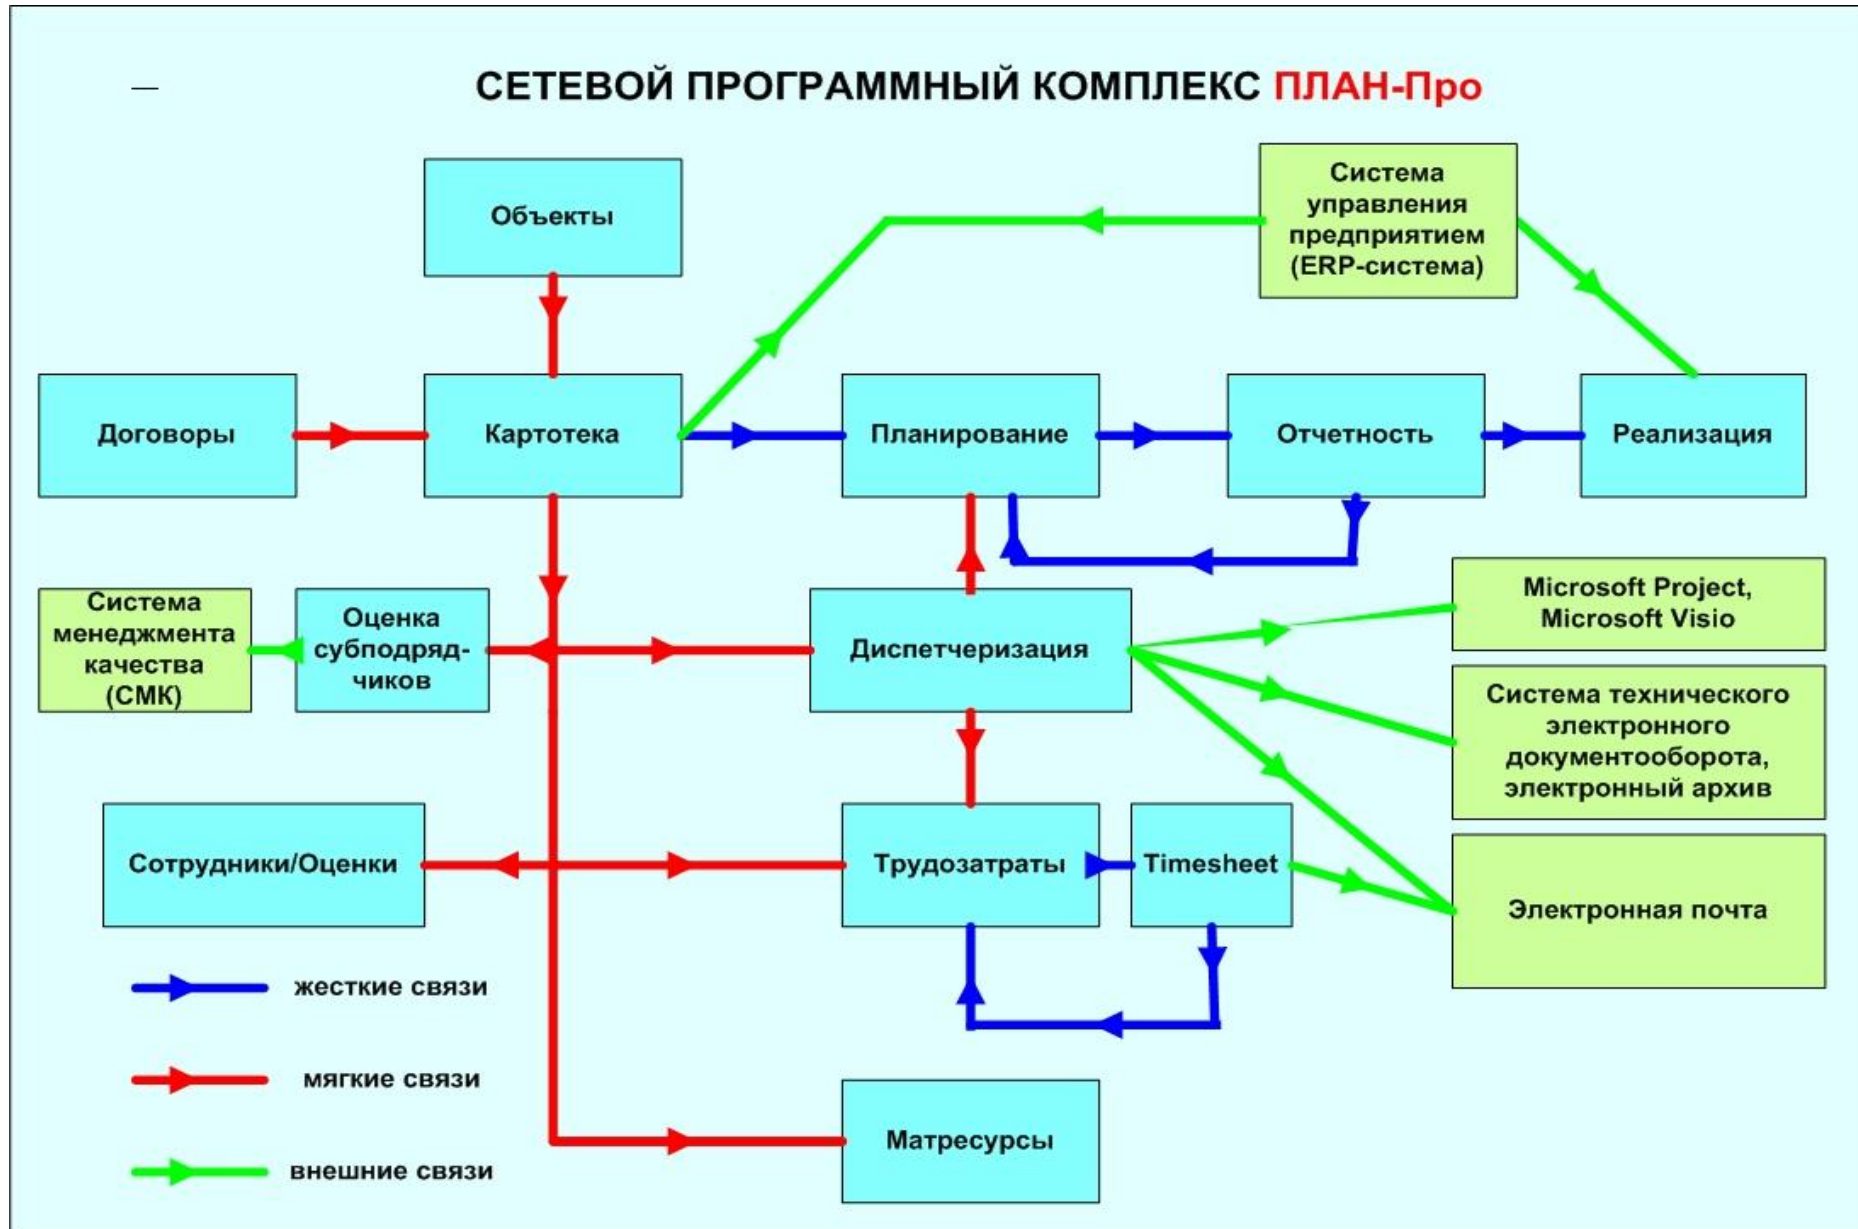 СЕТЕВОЙ ПРОГРАММНЫЙ КОМПЛЕКС ПЛАН-Про
Объекты
Система
управления
предприятием
(ERP-система)
Договоры
Картотека
Планирование
Отчетность
Реализация
Система
менеджмента
качества
(СМК)
Оценка
субподряд-
чиков
Диспетчеризация
Microsoft Project,
Microsoft Visio
Система технического
электронного
документооборота,
электронный архив
Сотрудники/Оценки
Трудозатраты
Timesheet
Электронная почта
жесткие связи
мягкие связи
внешние связи
Матресурсы